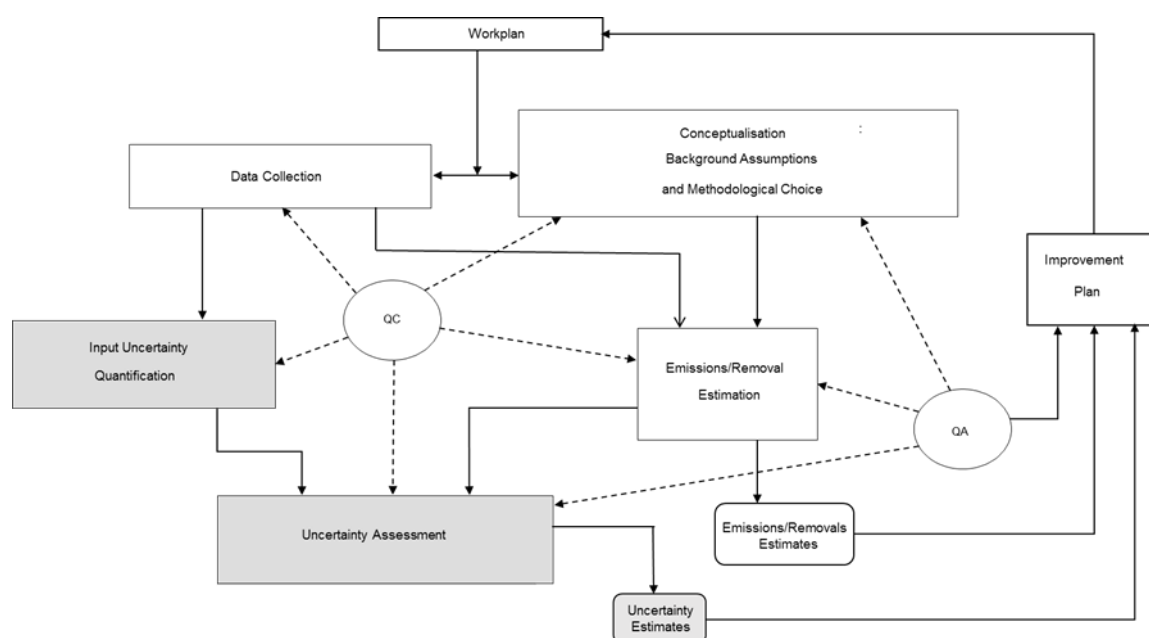 Workplan
Conceptualisation :
Background Assumptions
and Methodological Choice
Data Collection
Improvement
Plan
QC
Input Uncertainty
Quantification
Emissions/Removal
Estimation
QA
Uncertainty Assessment
Emissions/Removals
Estimates
Uncertainty
Estimates